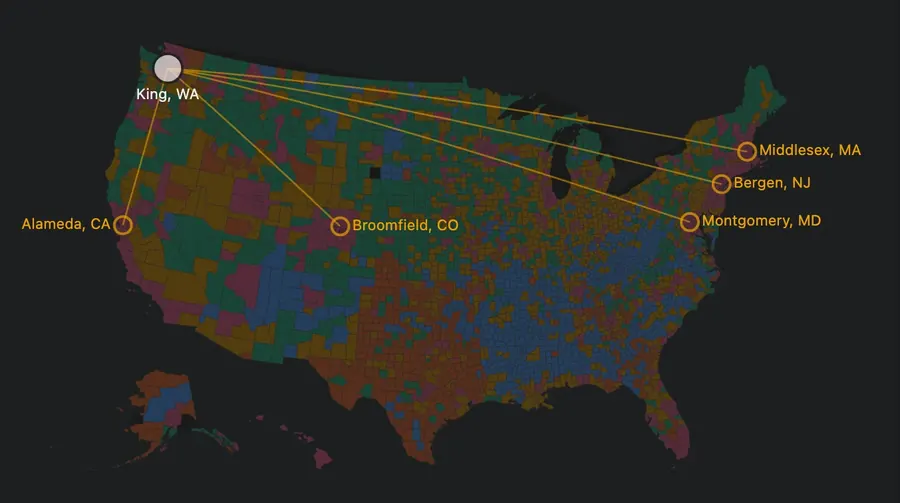 King, WA
Middlesex, MA
Bergen, NJ
Montgomery, MD
Alameda, CA
Broomfield, CO